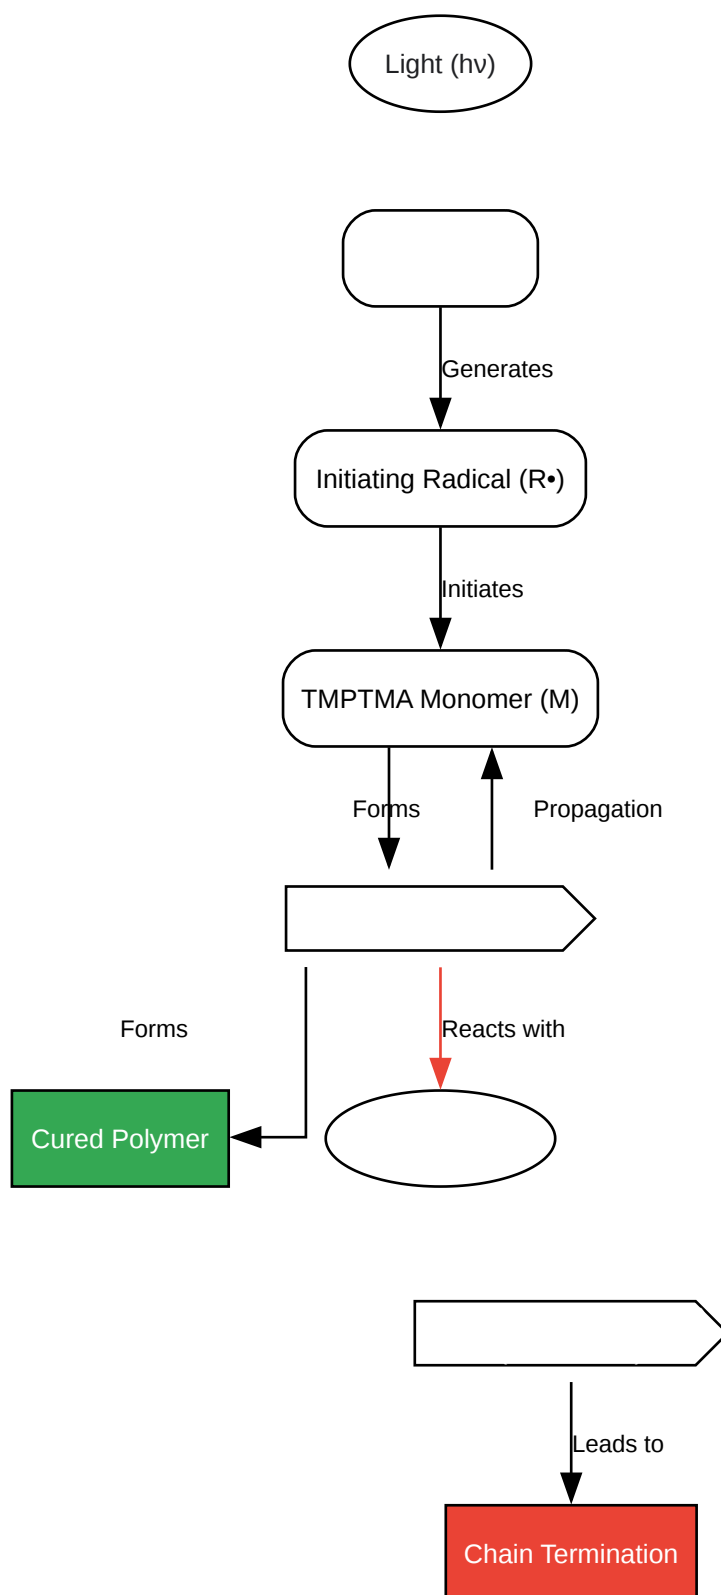 Light (hν)
Generates
Initiating Radical (R•)
Initiates
TMPTMA Monomer (M)
Forms
Propagation
Forms
Reacts with
Cured Polymer
Leads to
Chain Termination